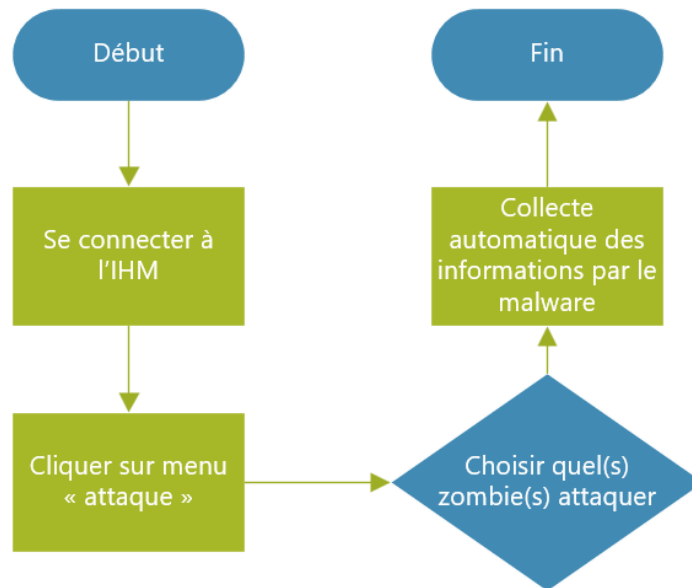 Début
Se connecter à
l’IHM
Cliquer sur menu
« attaque »
Choisir quel(s)
zombie(s) attaquer
Collecte
automatique des
informations par le
malware
Fin